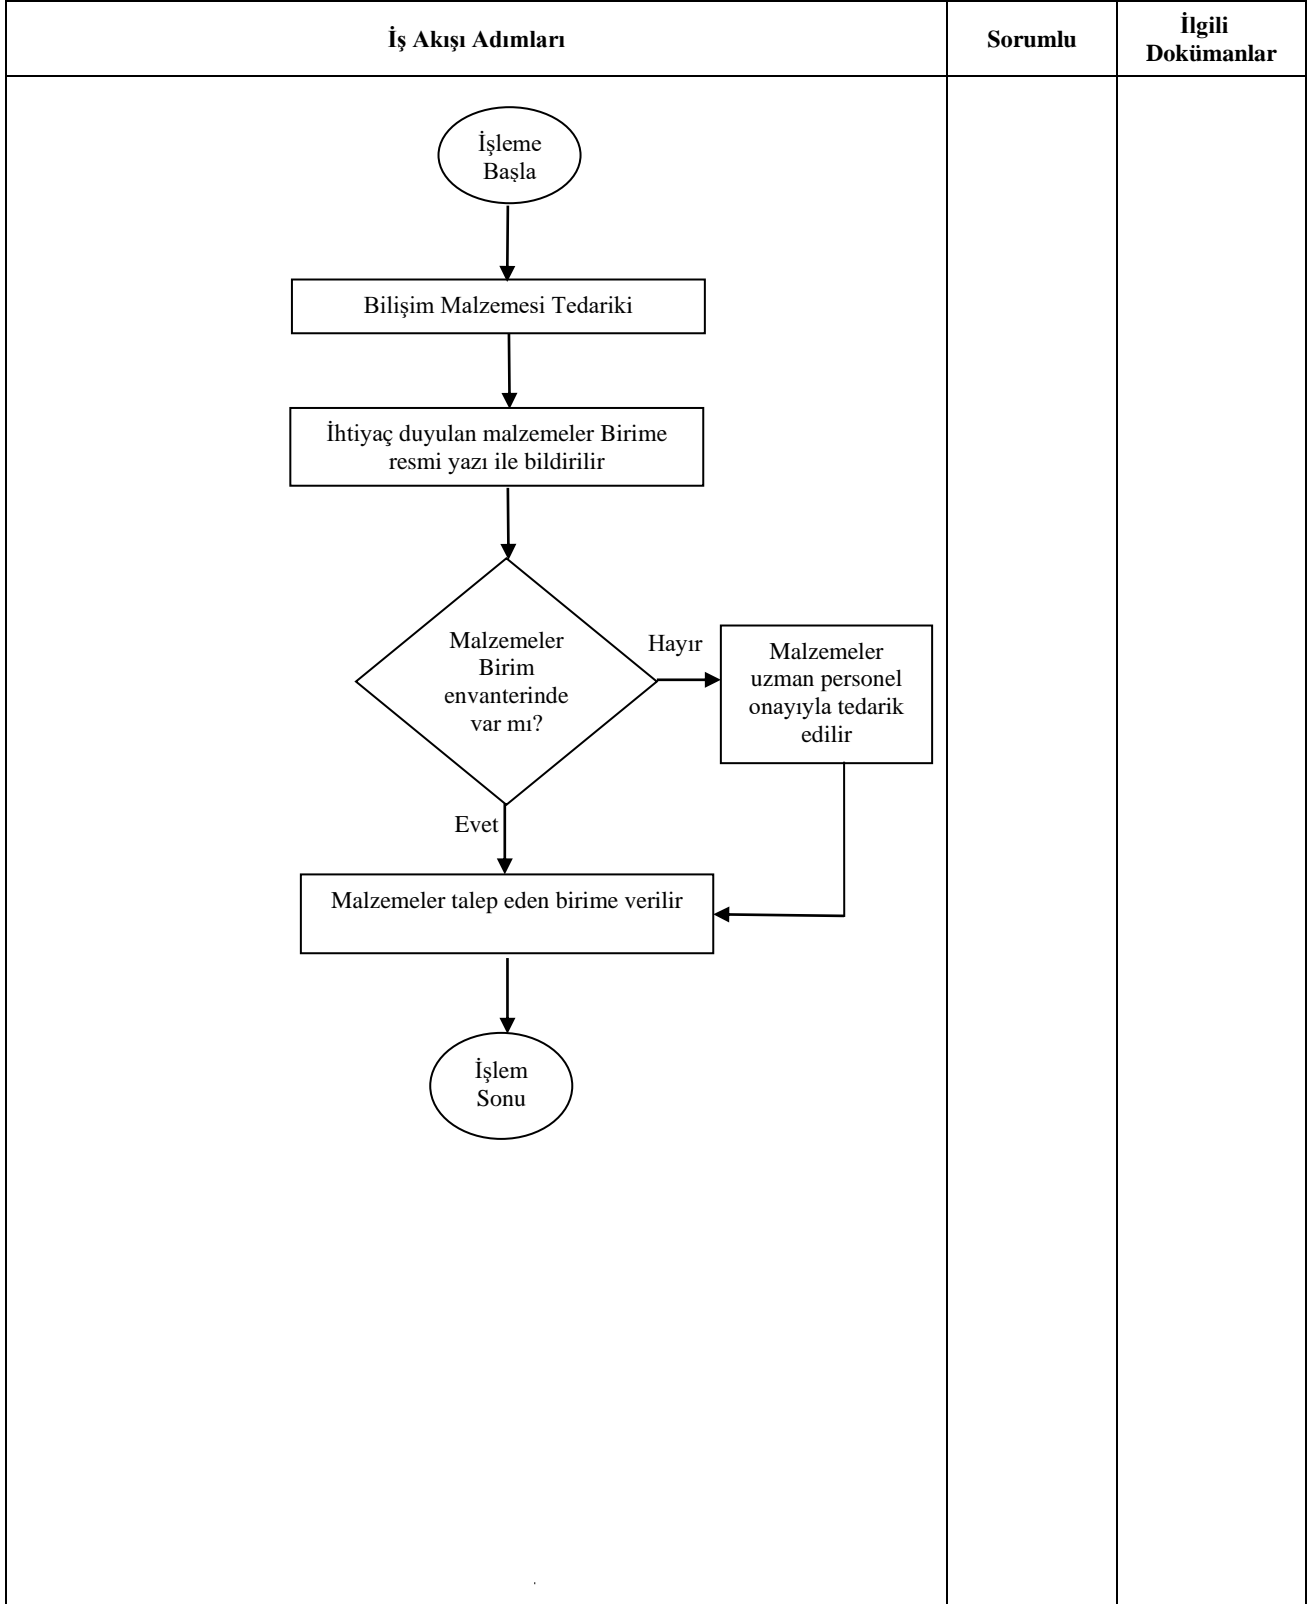 İş Akışı Adımları
Sorumlu
İlgili
Dokümanlar
İşleme
Başla
Bilişim Malzemesi Tedariki
İhtiyaç duyulan malzemeler Birime
resmi yazı ile bildirilir
Malzemeler
Birim
envanterinde
var mı?
Hayır
Malzemeler
uzman personel
onayıyla tedarik
edilir
Evet
Malzemeler talep eden birime verilir
İşlem
Sonu